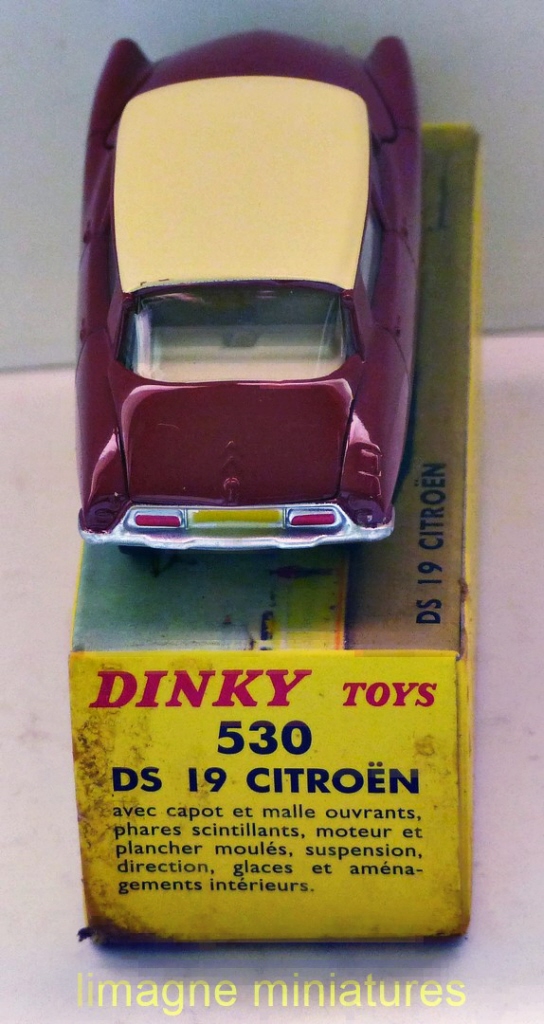 DS 19 CITROËN
DINKY TOYS
530
DS 19 CITROËN
avec capot et malle ouvrants,
phares scintillants, moteur et
plancher moulés, suspension,
direction, glaces et aména-
gements intérieurs.
limagne miniatures